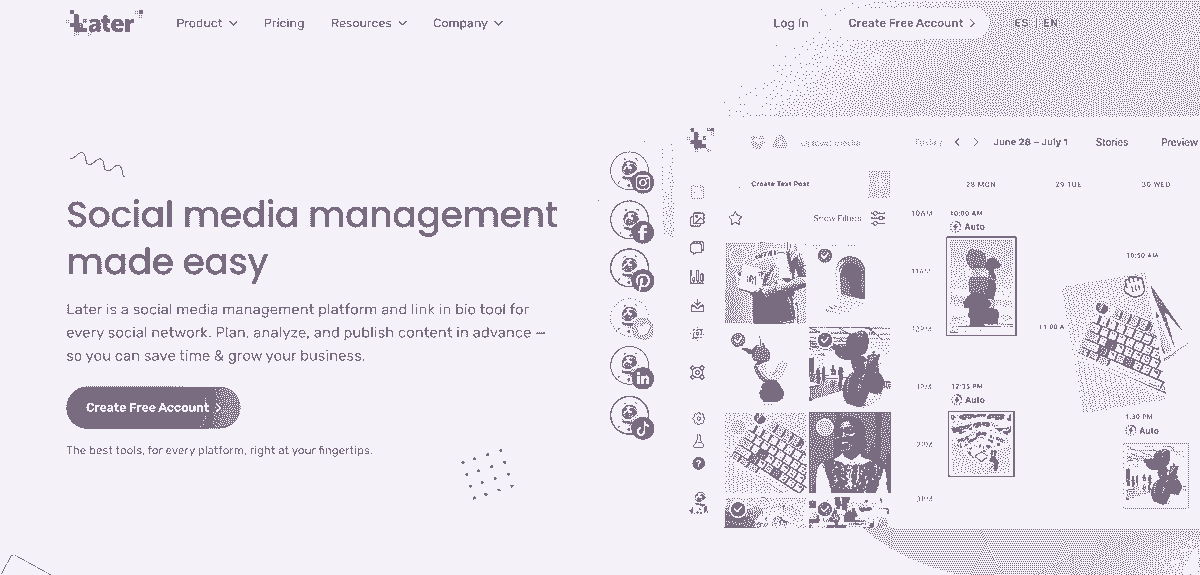 Later
Product
Pricing
Resources
Company
Log In
Create Free Account
ES | EN
Social media management
made easy
Later is a social media management platform and link in bio tool for
every social network. Plan, analyze, and publish content in advance —
so you can save time & grow your business.
Create Free Account
The best tools, for every platform, right at your fingertips.
Upload media
Today
June 28 – July 1
Stories
Preview
Create Text Post
28 MON
29 TUE
30 WED
Show Filters
10AM
10:00 AM
Auto
10:50 AM
11AM
11:00 A
12PM
12:15 PM
Auto
1:30 PM
Auto
2PM